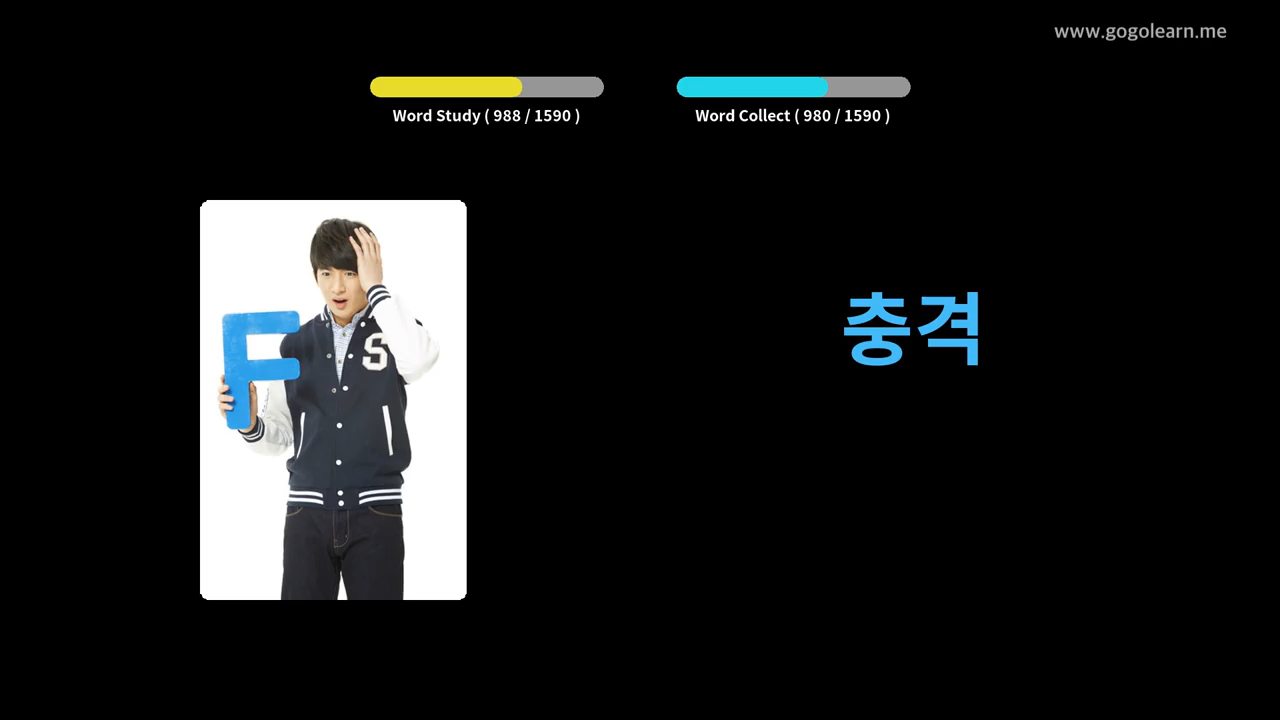 www.gogolearn.me
Word Study ( 988 / 1590 )
Word Collect ( 980 / 1590 )
F
S
충격